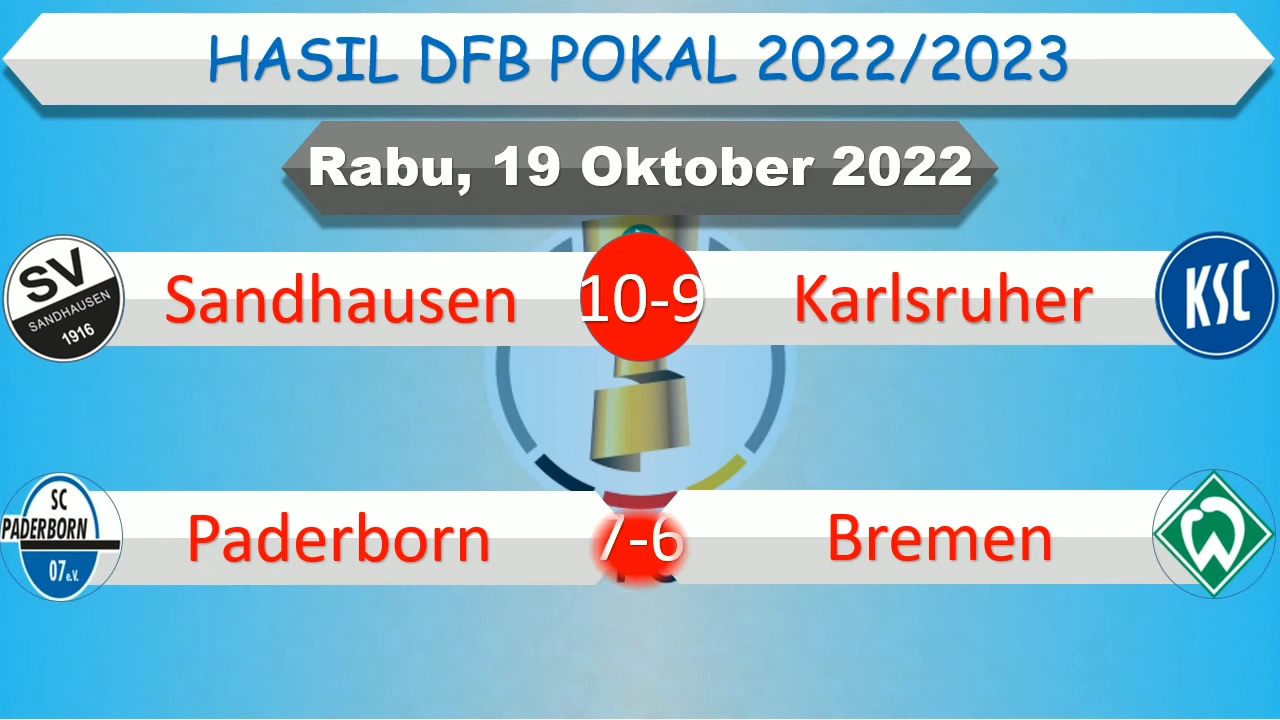 HASIL DFB POKAL 2022/2023
Rabu, 19 Oktober 2022
SV
SANDHAUSEN
1916
Sandhausen 10-9 Karlsruher
KSC
SC
PADERBORN
07 e.V.
Paderborn 7-6 Bremen
W